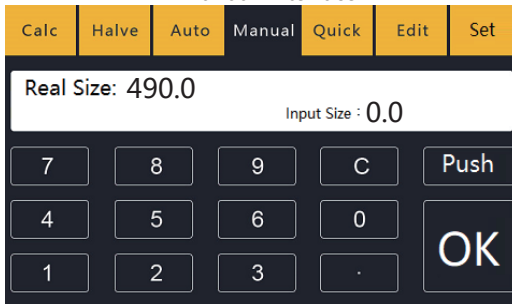 Calc Halve Auto Manual Quick Edit Set
Real Size: 490.0
Input Size : 0.0
7 8 9 C Push
4 5 6 0
OK
1 2 3 .